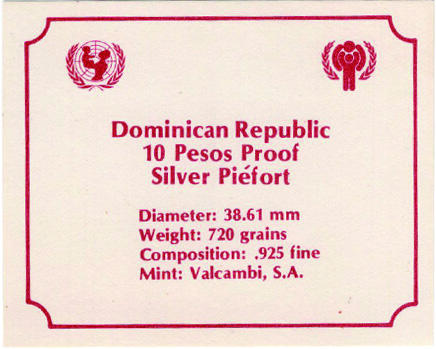 Dominican Republic
10 Pesos Proof
Silver Piéfort
Diameter: 38.61 mm
Weight: 720 grains
Composition: .925 fine
Mint: Valcambi, S.A.